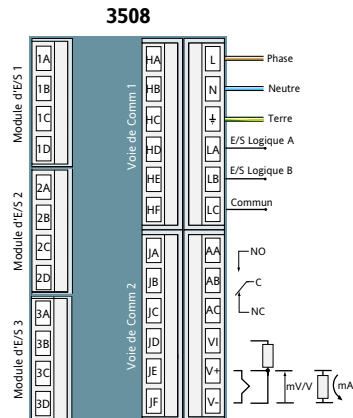 3508
Module d'E/S 1
1A
1B
1C
1D
Module d'E/S 2
2A
2B
2C
2D
Module d'E/S 3
3A
3B
3C
3D
Voie de Comm 1
HA
HB
HC
HD
HE
HF
Voie de Comm 2
JA
JB
JC
JD
JE
JF
L
Phase
N
Neutre
Terre
LA
E/S Logique A
LB
E/S Logique B
LC
Commun
AA
NO
AB
C
AC
NC
VI
V+
mV/V
mA
V-